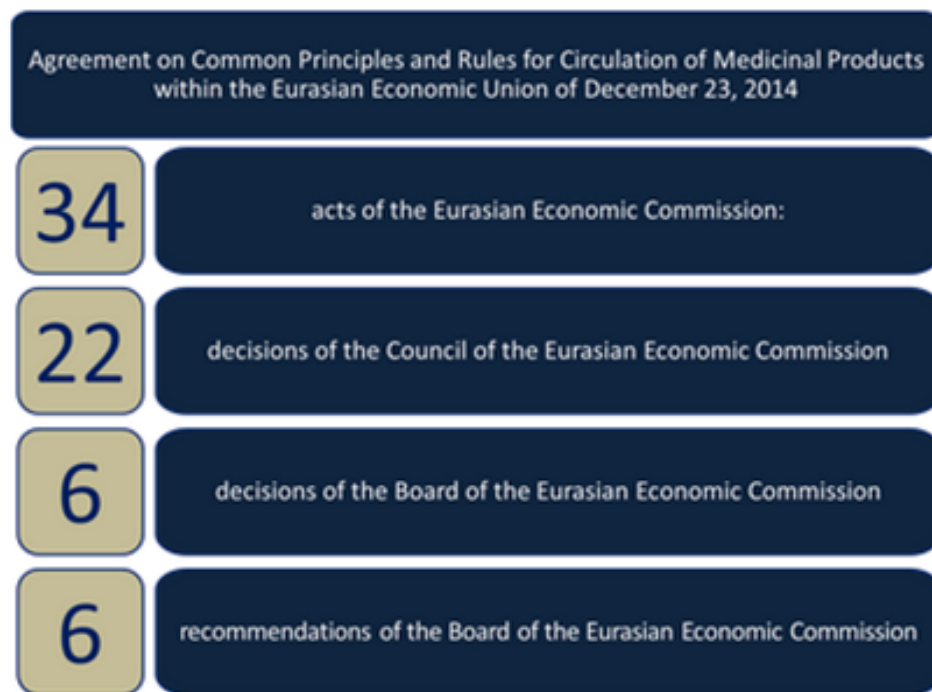 Agreement on Common Principles and Rules for Circulation of Medicinal Products
within the Eurasian Economic Union of December 23, 2014
34
acts of the Eurasian Economic Commission:
22
decisions of the Council of the Eurasian Economic Commission
6
decisions of the Board of the Eurasian Economic Commission
6
recommendations of the Board of the Eurasian Economic Commission